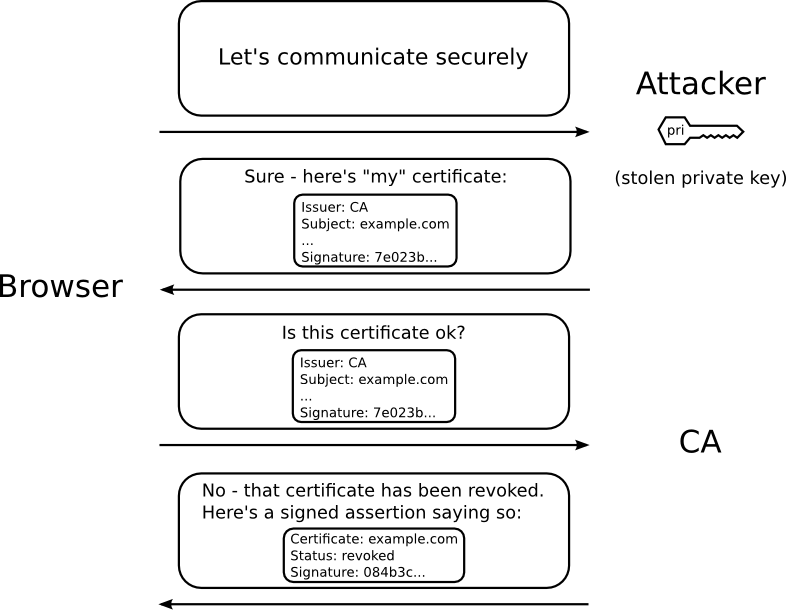 Let's communicate securely
Attacker
pri
(stolen private key)
Sure - here's "my" certificate:
Issuer: CA
Subject: example.com
...
Signature: 7e023b...
Browser
Is this certificate ok?
Issuer: CA
Subject: example.com
...
Signature: 7e023b...
CA
No - that certificate has been revoked.
Here's a signed assertion saying so:
Certificate: example.com
Status: revoked
Signature: 084b3c...